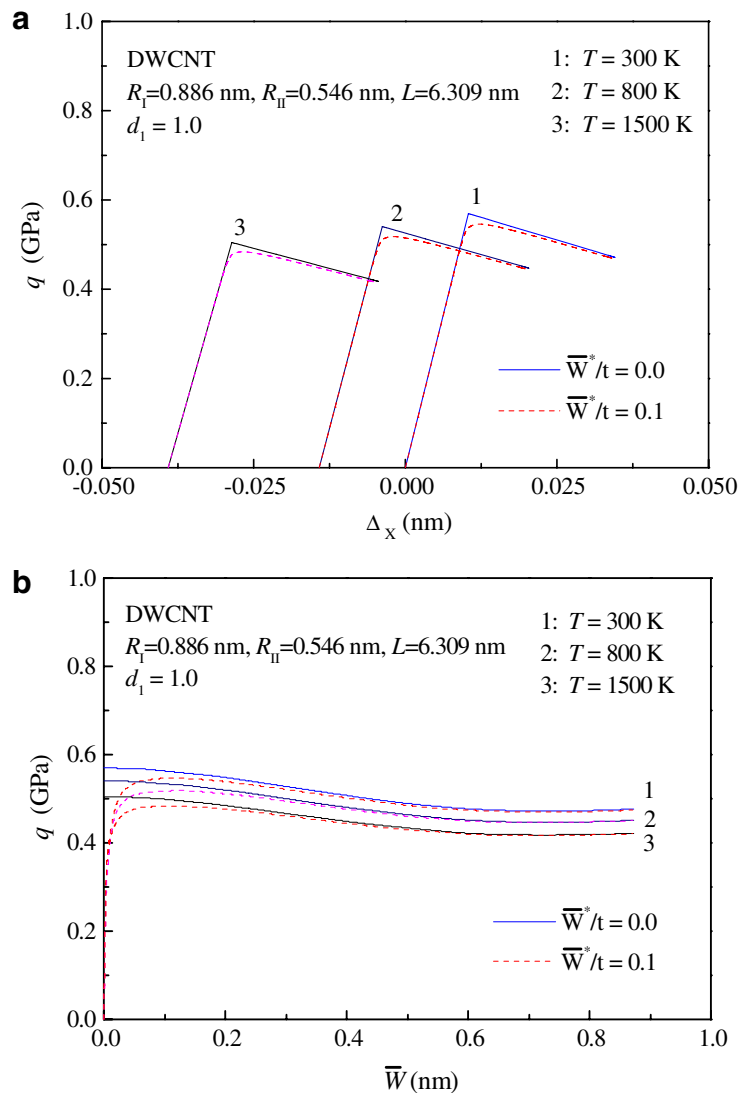 a
DWCNT
R_I=0.886 nm, R_II=0.546 nm, L=6.309 nm
d_1 = 1.0
1: T = 300 K
2: T = 800 K
3: T = 1500 K
1.0
0.8
0.6
0.4
0.2
0.0
q (GPa)
3
2
1
W̅*/t = 0.0
W̅*/t = 0.1
-0.050
-0.025
0.000
0.025
0.050
Δ_X (nm)
b
DWCNT
R_I=0.886 nm, R_II=0.546 nm, L=6.309 nm
d_1 = 1.0
1: T = 300 K
2: T = 800 K
3: T = 1500 K
1.0
0.8
0.6
0.4
0.2
0.0
q (GPa)
1
2
3
W̅*/t = 0.0
W̅*/t = 0.1
0.0
0.2
0.4
0.6
0.8
1.0
W̅ (nm)